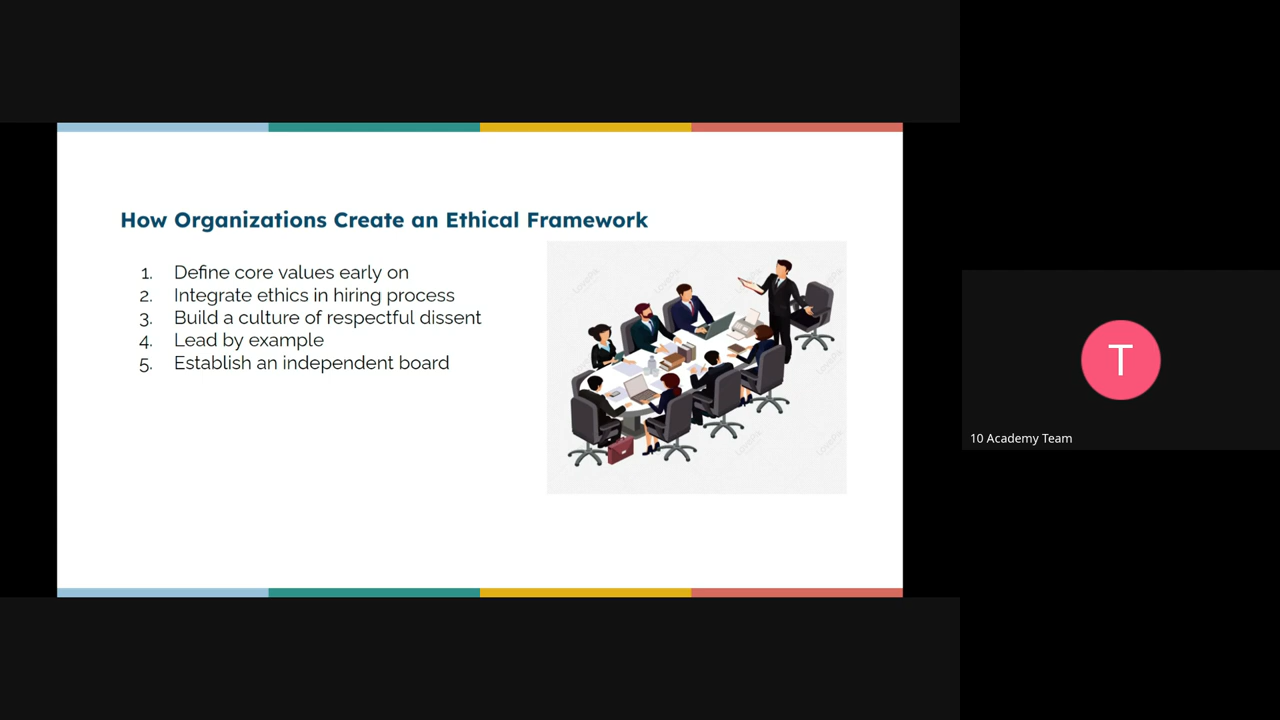 How Organizations Create an Ethical Framework
1. Define core values early on
2. Integrate ethics in hiring process
3. Build a culture of respectful dissent
4. Lead by example
5. Establish an independent board
T
10 Academy Team